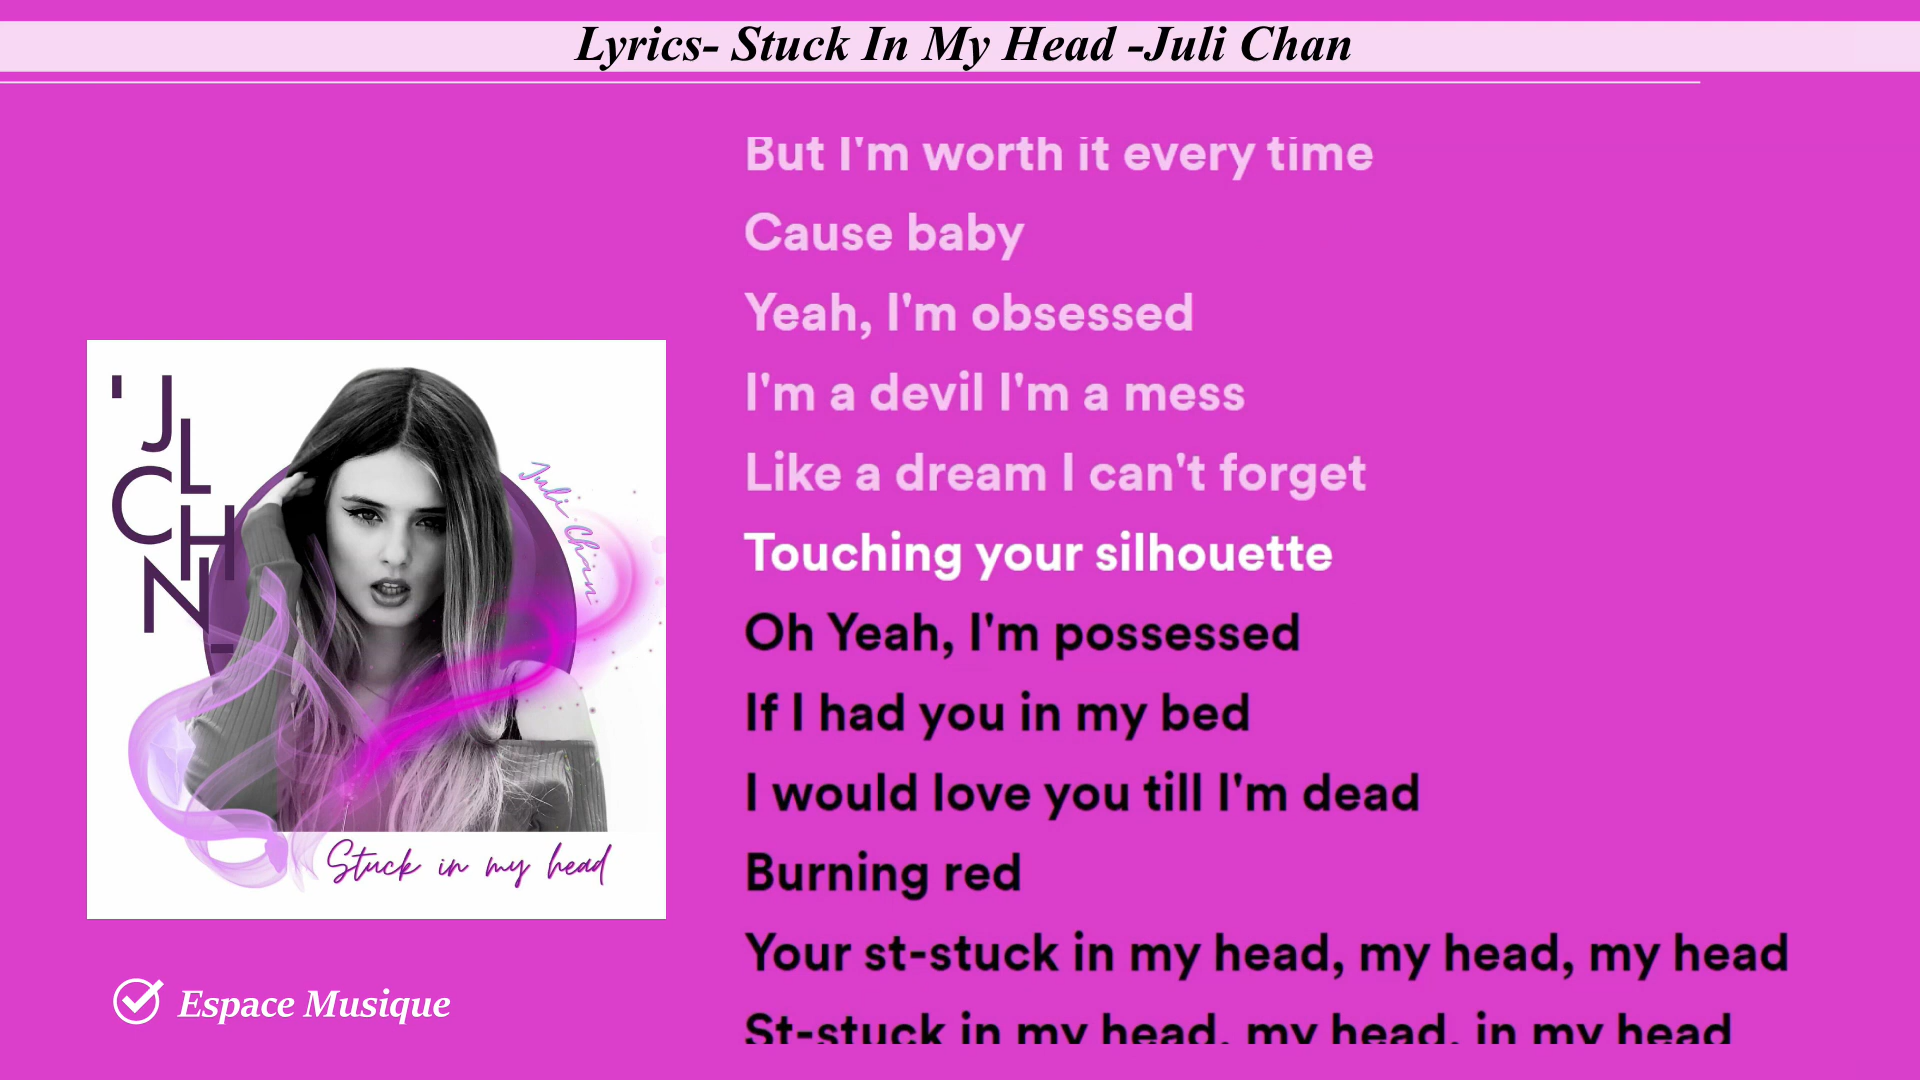 Lyrics- Stuck In My Head -Juli Chan
But I'm worth it every time
Cause baby
Yeah, I'm obsessed
I'm a devil I'm a mess
Like a dream I can't forget
Touching your silhouette
Oh Yeah, I'm possessed
If I had you in my bed
I would love you till I'm dead
Burning red
Your st-stuck in my head, my head, my head
St-stuck in my head, my head, in my head
'J
L
C
H
N
-
Juli Chan
Stuck in my head
Espace Musique